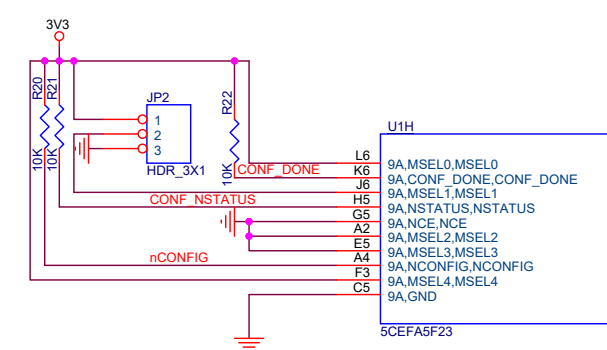 3V3
R20
R21
R22
10K
10K
10K
JP2
1
2
3
HDR_3X1
CONF_DONE
CONF_NSTATUS
nCONFIG
U1H
L6 9A,MSEL0,MSEL0
K6 9A,CONF_DONE,CONF_DONE
J6 9A,MSEL1,MSEL1
H5 9A,NSTATUS,NSTATUS
G5 9A,NCE,NCE
A2 9A,MSEL2,MSEL2
E5 9A,MSEL3,MSEL3
A4 9A,NCONFIG,NCONFIG
F3 9A,MSEL4,MSEL4
C5 9A,GND
5CEFA5F23